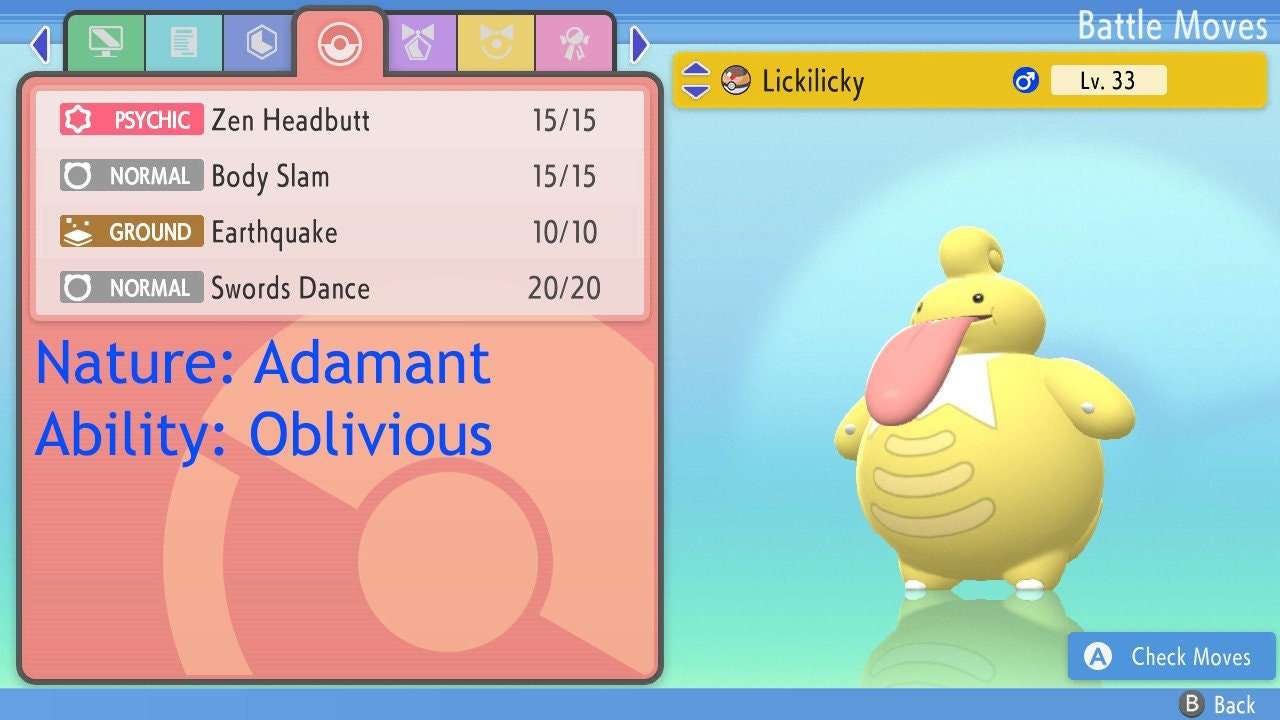 Battle Moves
Lickilicky Lv. 33
PSYCHIC Zen Headbutt 15/15
NORMAL Body Slam 15/15
GROUND Earthquake 10/10
NORMAL Swords Dance 20/20
Nature: Adamant
Ability: Oblivious
A Check Moves
B Back